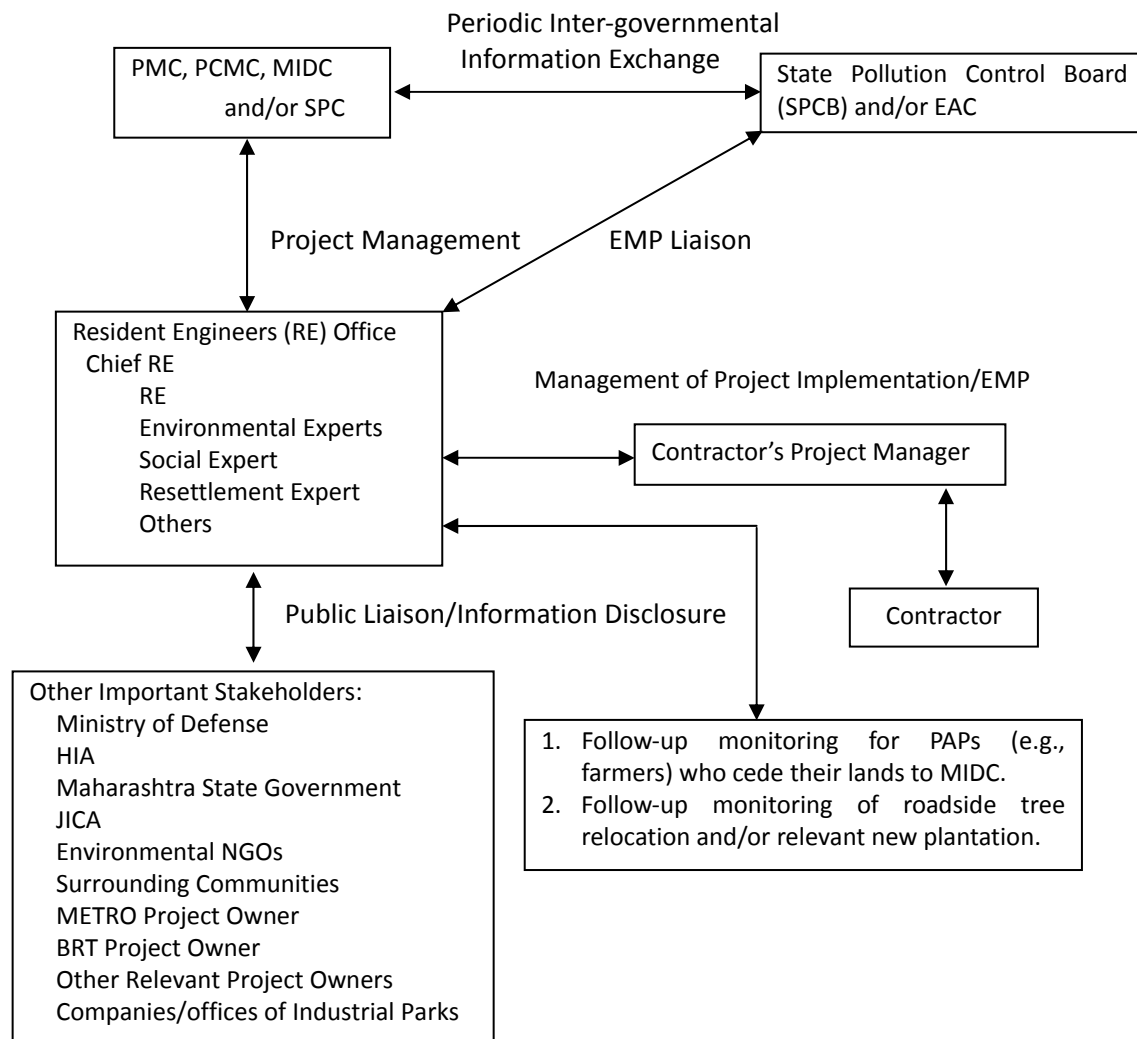 Periodic Inter-governmental
Information Exchange
PMC, PCMC, MIDC
and/or SPC
State Pollution Control Board
(SPCB) and/or EAC
Project Management
EMP Liaison
Resident Engineers (RE) Office
Chief RE
RE
Environmental Experts
Social Expert
Resettlement Expert
Others
Management of Project Implementation/EMP
Contractor’s Project Manager
Contractor
Public Liaison/Information Disclosure
Other Important Stakeholders:
Ministry of Defense
HIA
Maharashtra State Government
JICA
Environmental NGOs
Surrounding Communities
METRO Project Owner
BRT Project Owner
Other Relevant Project Owners
Companies/offices of Industrial Parks
1. Follow-up monitoring for PAPs (e.g.,
farmers) who cede their lands to MIDC.
2. Follow-up monitoring of roadside tree
relocation and/or relevant new plantation.